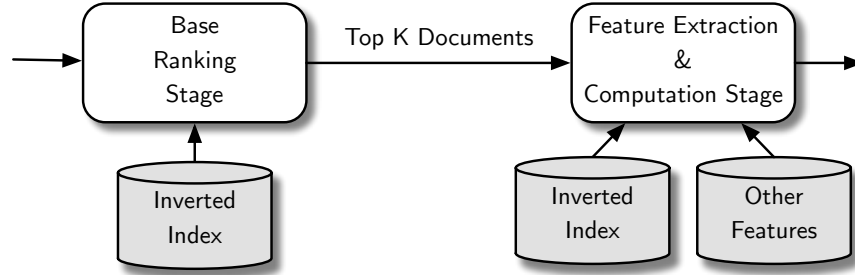 Base
Ranking
Stage
Top K Documents
Feature Extraction
&
Computation Stage
Inverted
Index
Inverted
Index
Other
Features